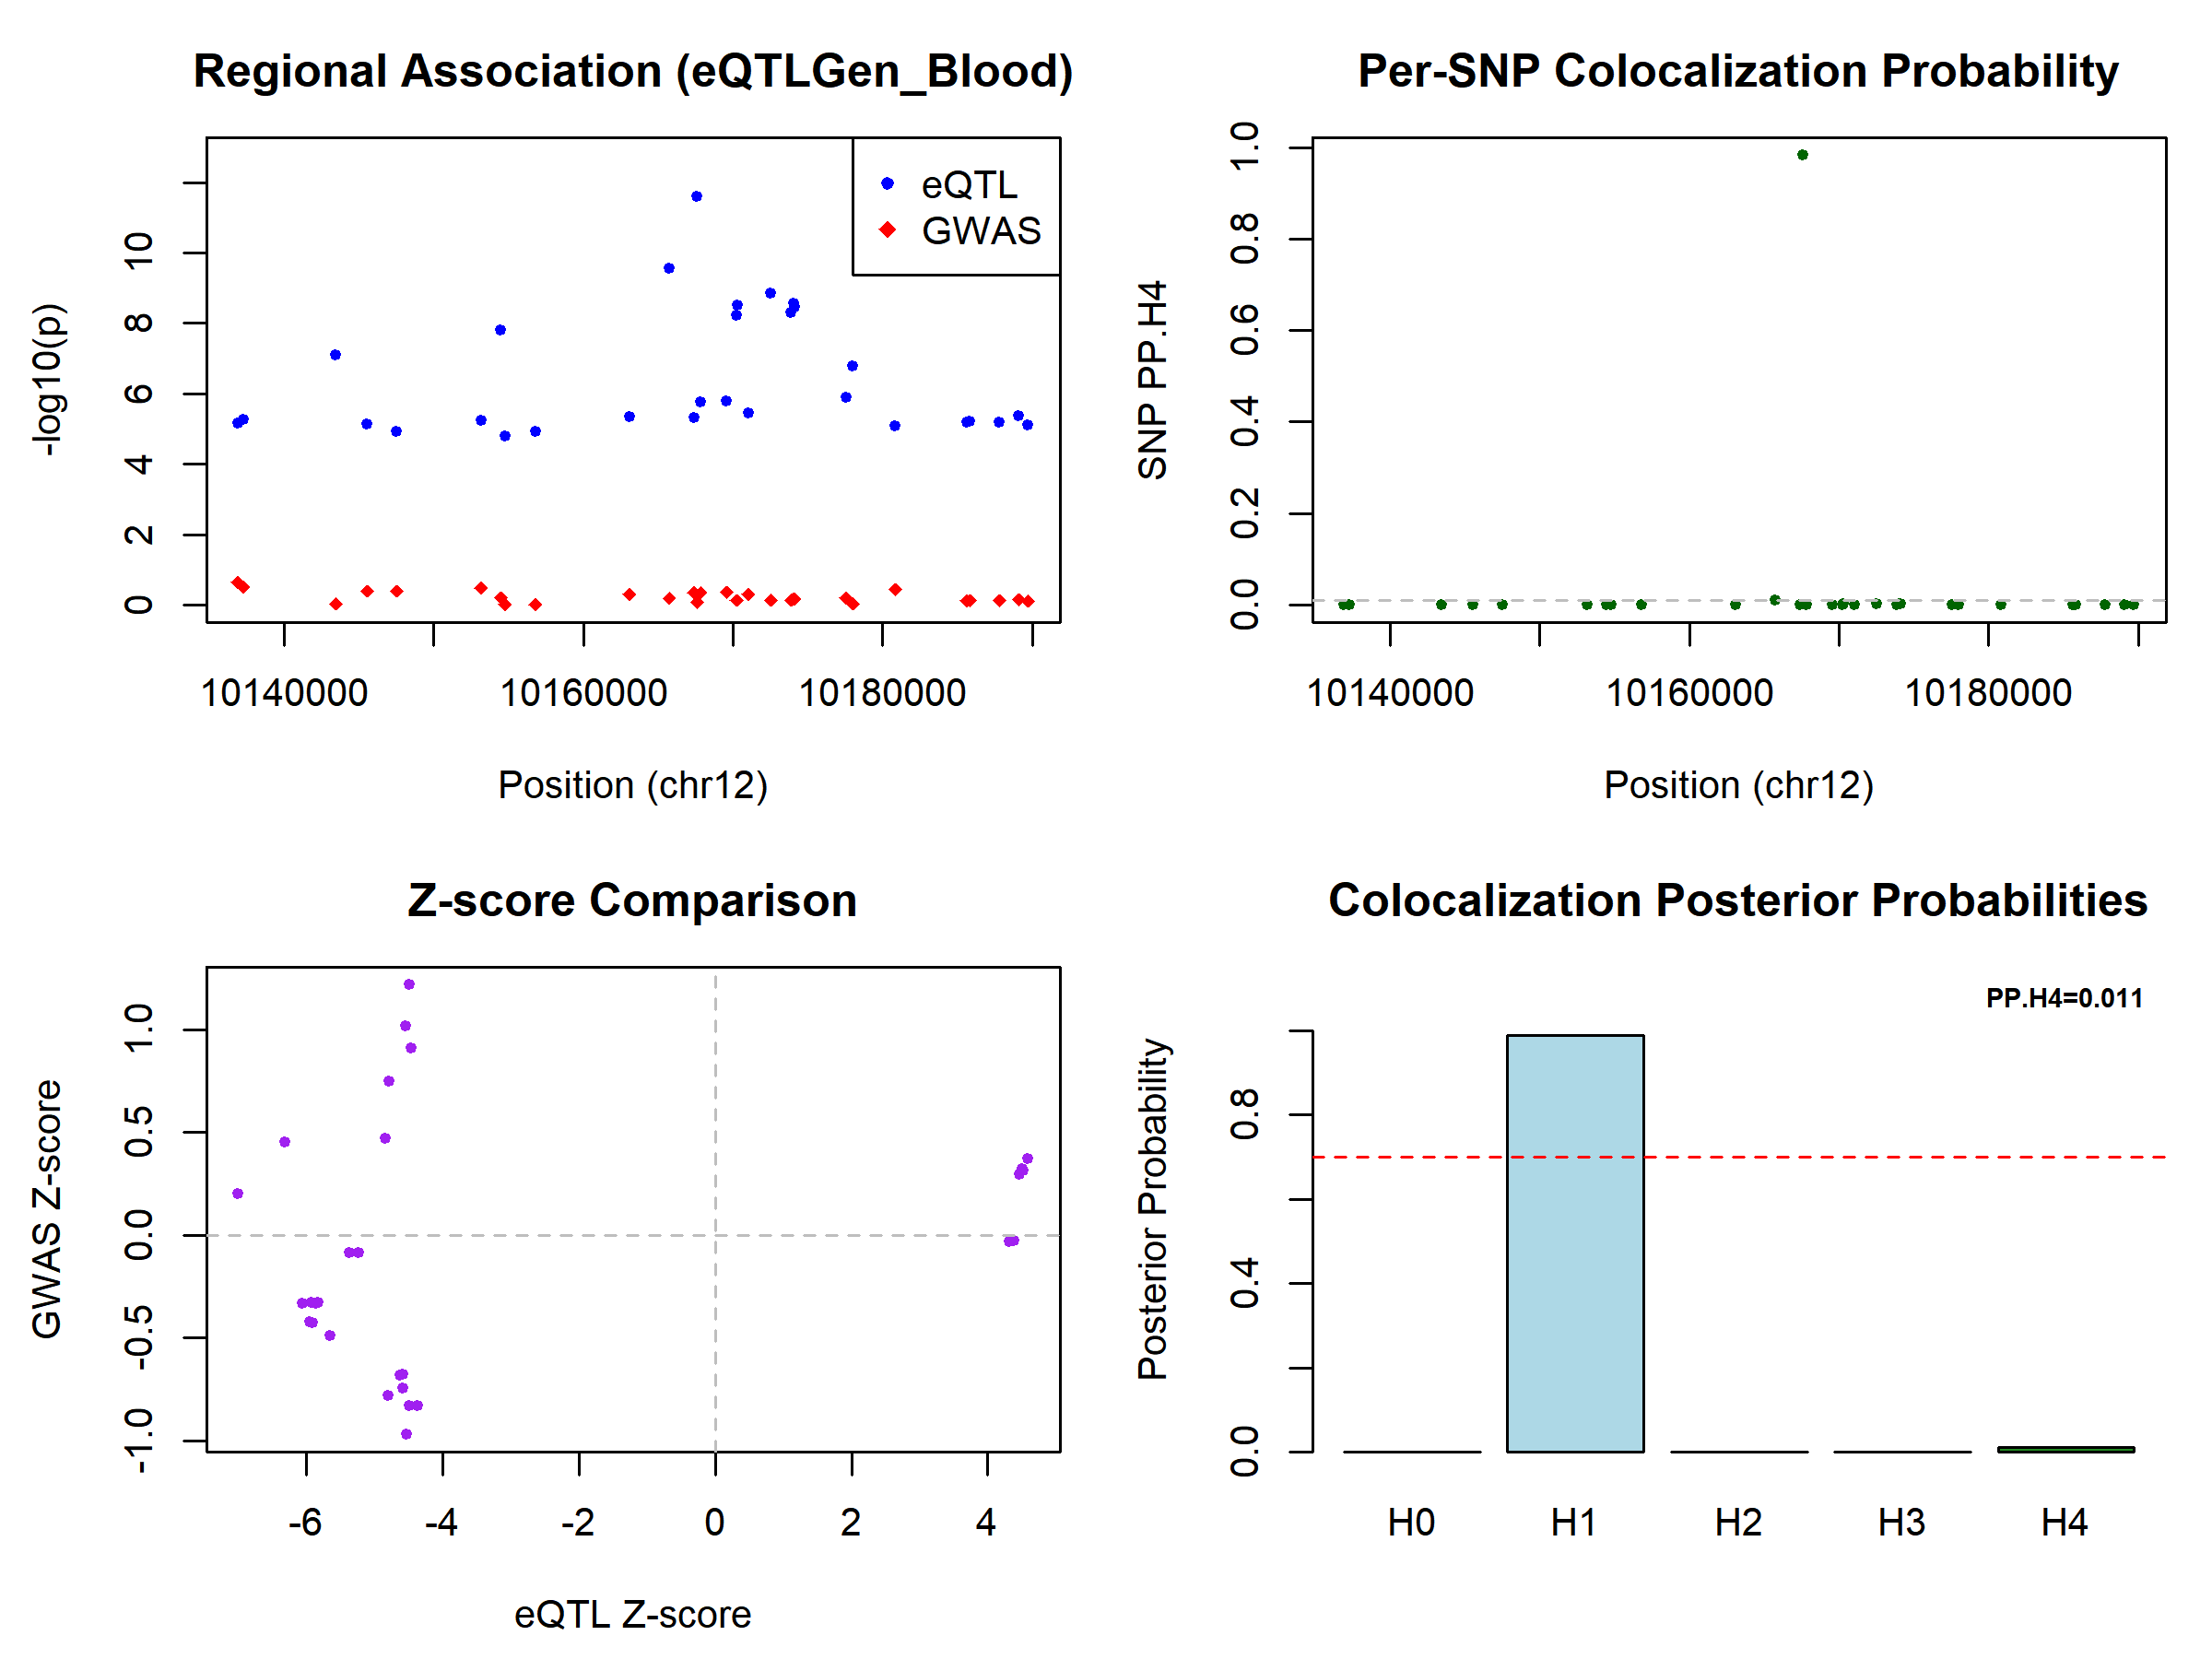 Regional Association (eQTLGen_Blood)
-log10(p)
0 2 4 6 8 10
eQTL
GWAS
10140000 10160000 10180000
Position (chr12)
Per-SNP Colocalization Probability
SNP PP.H4
0.0 0.2 0.4 0.6 0.8 1.0
10140000 10160000 10180000
Position (chr12)
Z-score Comparison
GWAS Z-score
-1.0 -0.5 0.0 0.5 1.0
-6 -4 -2 0 2 4
eQTL Z-score
Colocalization Posterior Probabilities
PP.H4=0.011
Posterior Probability
0.0 0.4 0.8
H0 H1 H2 H3 H4